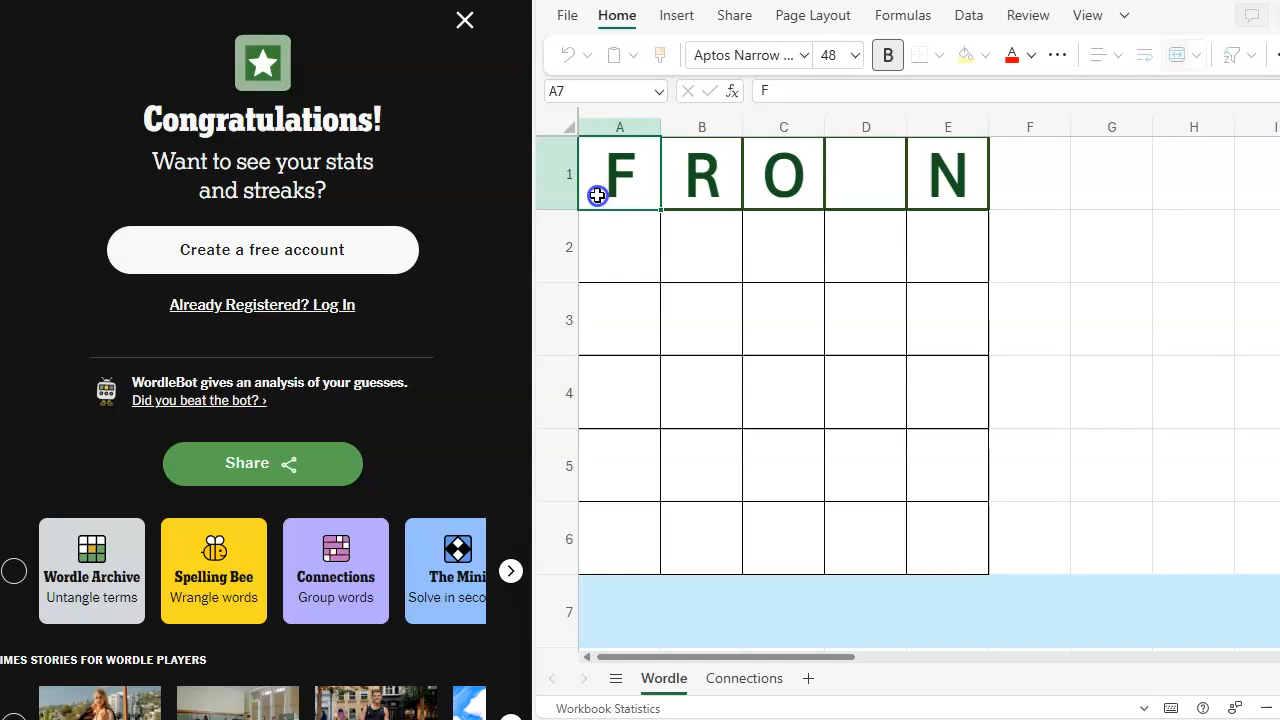 Congratulations!
Want to see your stats
and streaks?
Create a free account
Already Registered? Log In
WordleBot gives an analysis of your guesses.
Did you beat the bot? ›
Share
Wordle Archive
Untangle terms
Spelling Bee
Wrangle words
Connections
Group words
The Mini
Solve in seco
IMES STORIES FOR WORDLE PLAYERS
File Home Insert Share Page Layout Formulas Data Review View
Aptos Narrow ... 48 B A
A7 fx F
A B C D E F G H I
1 F R O N
2
3
4
5
6
7
Wordle Connections
Workbook Statistics